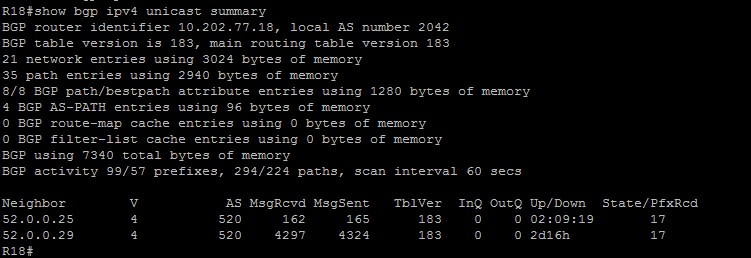 R18#show bgp ipv4 unicast summary
BGP router identifier 10.202.77.18, local AS number 2042
BGP table version is 183, main routing table version 183
21 network entries using 3024 bytes of memory
35 path entries using 2940 bytes of memory
8/8 BGP path/bestpath attribute entries using 1280 bytes of memory
4 BGP AS-PATH entries using 96 bytes of memory
0 BGP route-map cache entries using 0 bytes of memory
0 BGP filter-list cache entries using 0 bytes of memory
BGP using 7340 total bytes of memory
BGP activity 99/57 prefixes, 294/224 paths, scan interval 60 secs
Neighbor        V           AS MsgRcvd MsgSent   TblVer  InQ OutQ Up/Down  State/PfxRcd
52.0.0.25       4          520     162     165      183    0    0 02:09:19       17
52.0.0.29       4          520    4297    4324      183    0    0 2d16h          17
R18#